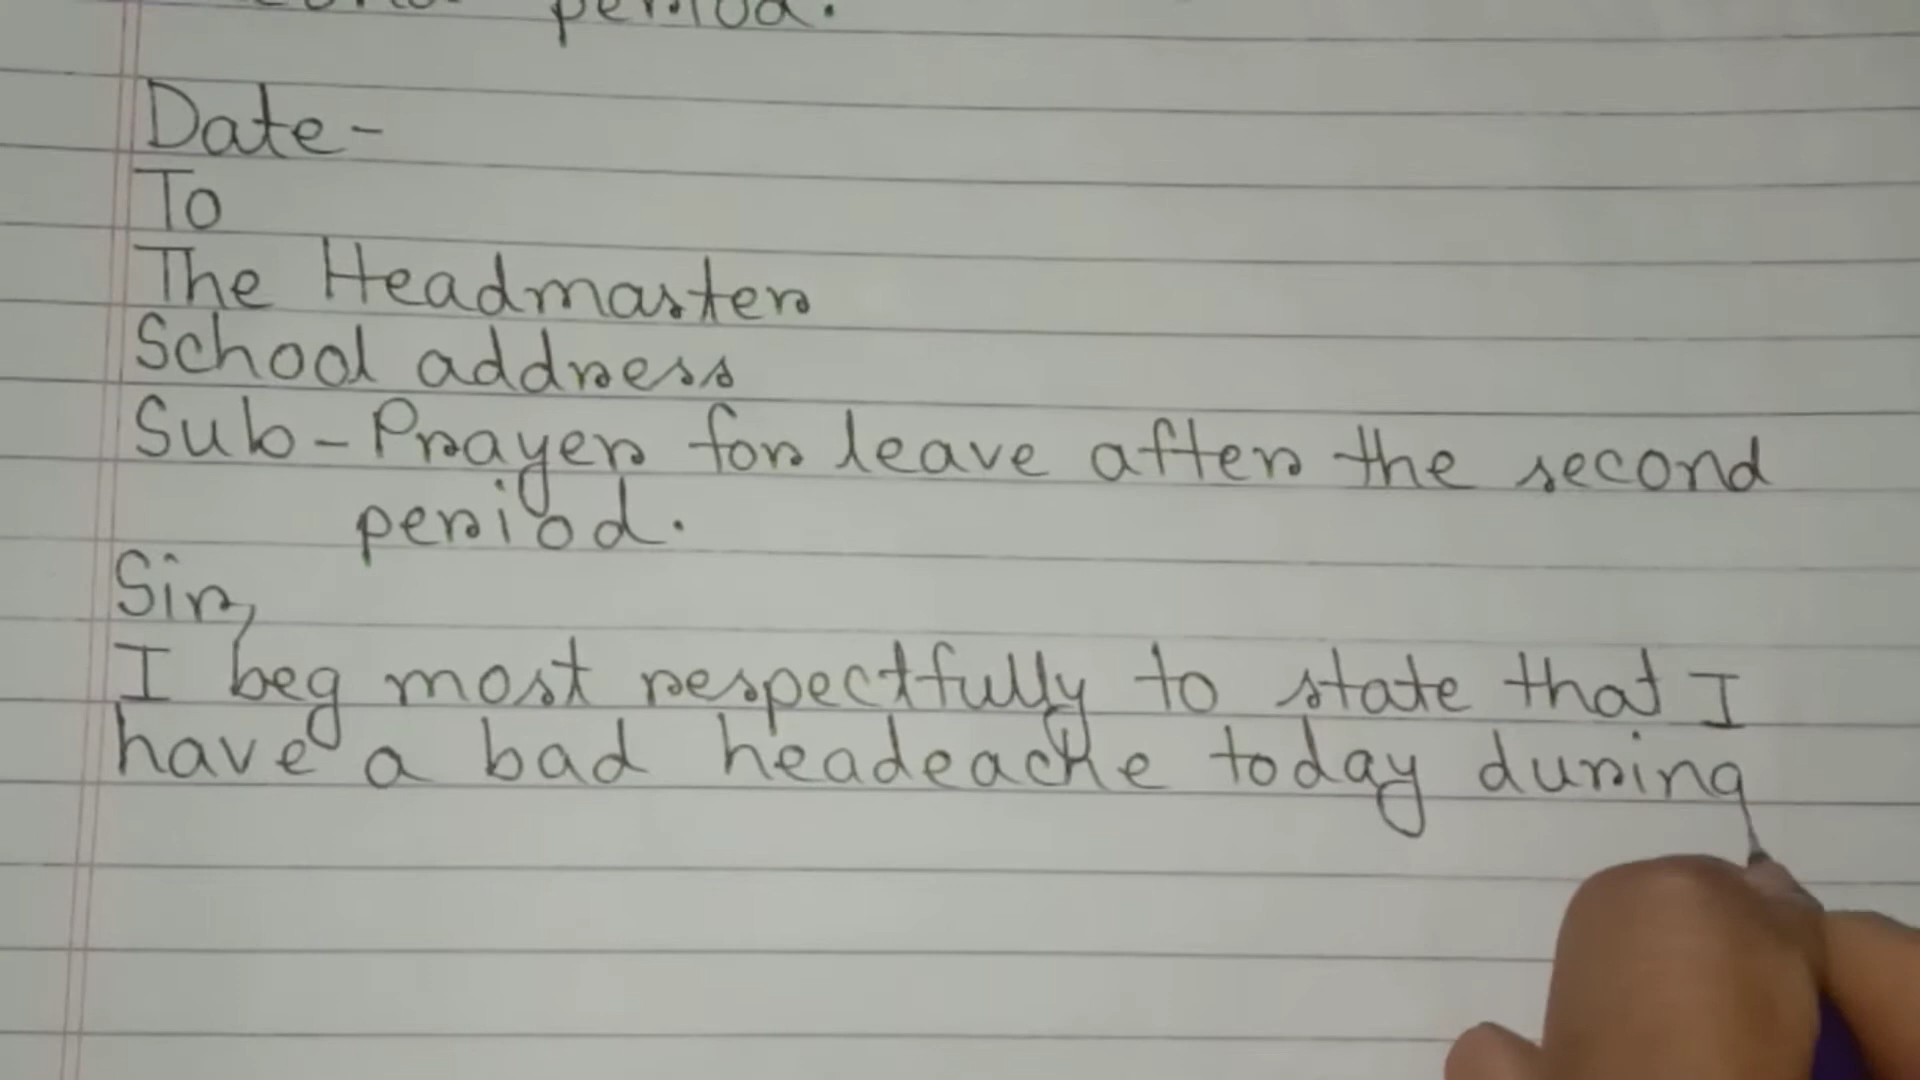 period.
Date-
To
The Headmaster
School address
Sub-Prayer for leave after the second
period.
Sir,
I beg most respectfully to state that I
have a bad headeache today during